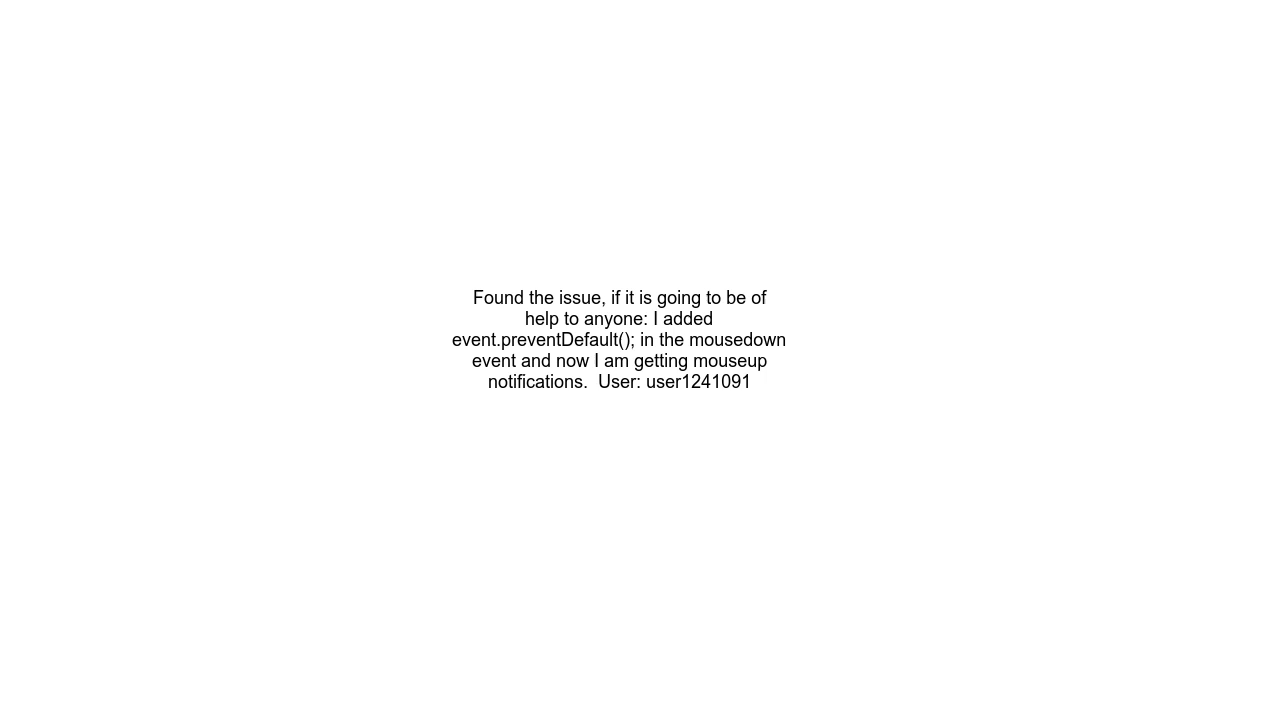 Found the issue, if it is going to be of
help to anyone: I added
event.preventDefault(); in the mousedown
event and now I am getting mouseup
notifications.  User: user1241091